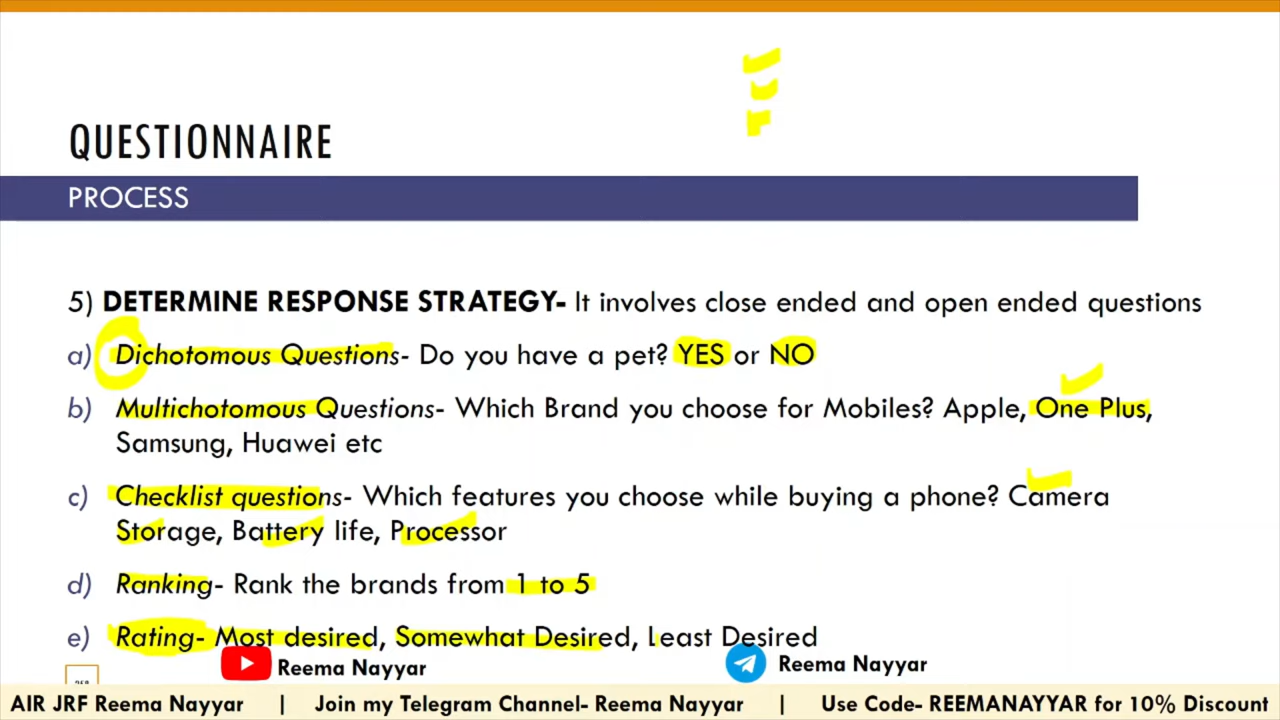 QUESTIONNAIRE
PROCESS
5) DETERMINE RESPONSE STRATEGY- It involves close ended and open ended questions
a) Dichotomous Questions- Do you have a pet? YES or NO
b) Multichotomous Questions- Which Brand you choose for Mobiles? Apple, One Plus,
Samsung, Huawei etc
c) Checklist questions- Which features you choose while buying a phone? Camera
Storage, Battery life, Processor
d) Ranking- Rank the brands from 1 to 5
e) Rating- Most desired, Somewhat Desired, Least Desired
Reema Nayyar
Reema Nayyar
AIR JRF Reema Nayyar | Join my Telegram Channel- Reema Nayyar | Use Code- REEMANAYYAR for 10% Discount